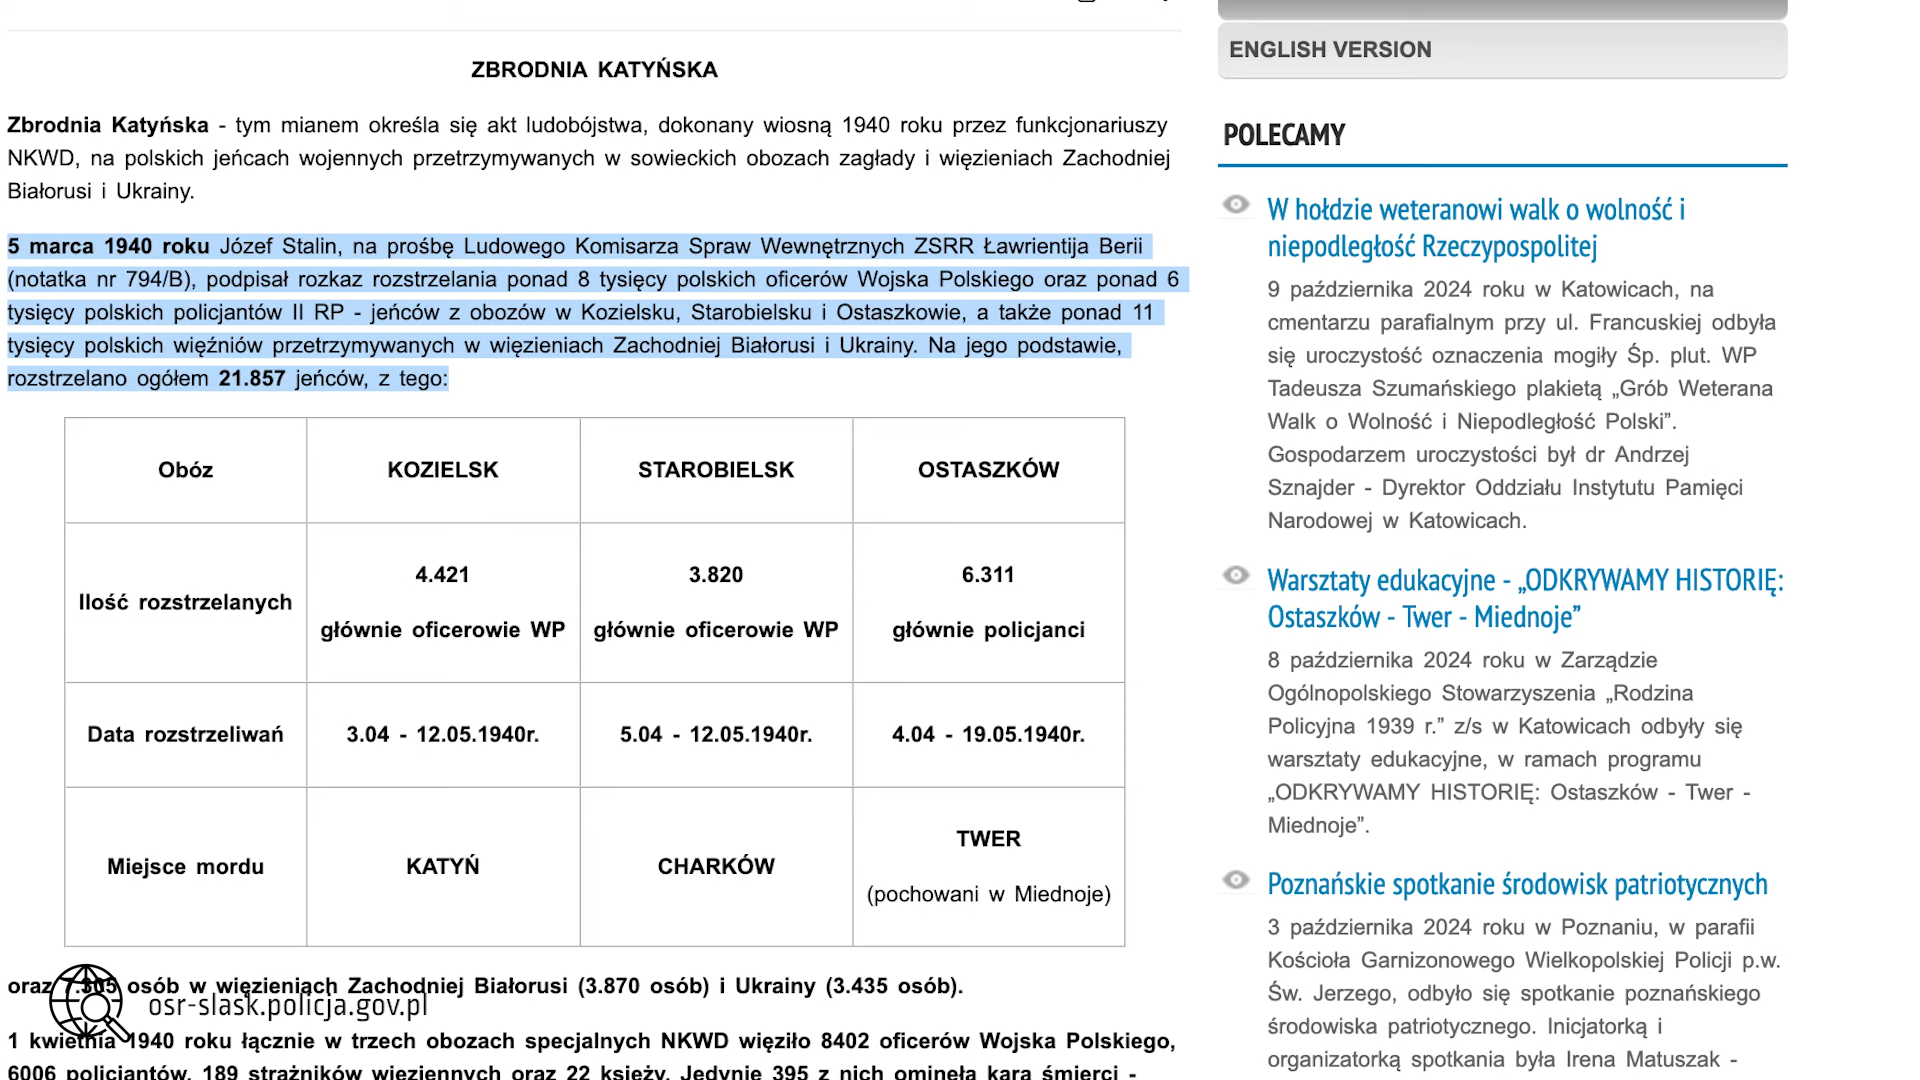 ZBRODNIA KATYŃSKA
Zbrodnia Katyńska - tym mianem określa się akt ludobójstwa, dokonany wiosną 1940 roku przez funkcjonariuszy
NKWD, na polskich jeńcach wojennych przetrzymywanych w sowieckich obozach zagłady i więzieniach Zachodniej
Białorusi i Ukrainy.
5 marca 1940 roku Józef Stalin, na prośbę Ludowego Komisarza Spraw Wewnętrznych ZSRR Ławrientija Berii
(notatka nr 794/B), podpisał rozkaz rozstrzelania ponad 8 tysięcy polskich oficerów Wojska Polskiego oraz ponad 6
tysięcy polskich policjantów II RP - jeńców z obozów w Kozielsku, Starobielsku i Ostaszkowie, a także ponad 11
tysięcy polskich więźniów przetrzymywanych w więzieniach Zachodniej Białorusi i Ukrainy. Na jego podstawie,
rozstrzelano ogółem 21.857 jeńców, z tego:
Obóz KOZIELSK STAROBIELSK OSTASZKÓW
Ilość rozstrzelanych
4.421 3.820 6.311
głównie oficerowie WP głównie oficerowie WP głównie policjanci
Data rozstrzeliwań 3.04 - 12.05.1940r. 5.04 - 12.05.1940r. 4.04 - 19.05.1940r.
Miejsce mordu KATYŃ CHARKÓW
TWER
(pochowani w Miednoje)
oraz 7.305 osób w więzieniach Zachodniej Białorusi (3.870 osób) i Ukrainy (3.435 osób).
osr-slask.policja.gov.pl
1 kwietnia 1940 roku łącznie w trzech obozach specjalnych NKWD więziło 8402 oficerów Wojska Polskiego,
6006 policjantów, 189 strażników więziennych oraz 22 księży. Jedynie 395 z nich ominęła kara śmierci -
ENGLISH VERSION
POLECAMY
W hołdzie weteranowi walk o wolność i
niepodległość Rzeczypospolitej
9 października 2024 roku w Katowicach, na
cmentarzu parafialnym przy ul. Francuskiej odbyła
się uroczystość oznaczenia mogiły Śp. plut. WP
Tadeusza Szumańskiego plakietą „Grób Weterana
Walk o Wolność i Niepodległość Polski”.
Gospodarzem uroczystości był dr Andrzej
Sznajder - Dyrektor Oddziału Instytutu Pamięci
Narodowej w Katowicach.
Warsztaty edukacyjne - „ODKRYWAMY HISTORIĘ:
Ostaszków - Twer - Miednoje”
8 października 2024 roku w Zarządzie
Ogólnopolskiego Stowarzyszenia „Rodzina
Policyjna 1939 r.” z/s w Katowicach odbyły się
warsztaty edukacyjne, w ramach programu
„ODKRYWAMY HISTORIĘ: Ostaszków - Twer -
Miednoje”.
Poznańskie spotkanie środowisk patriotycznych
3 października 2024 roku w Poznaniu, w parafii
Kościoła Garnizonowego Wielkopolskiej Policji p.w.
Św. Jerzego, odbyło się spotkanie poznańskiego
środowiska patriotycznego. Inicjatorką i
organizatorką spotkania była Irena Matuszak -